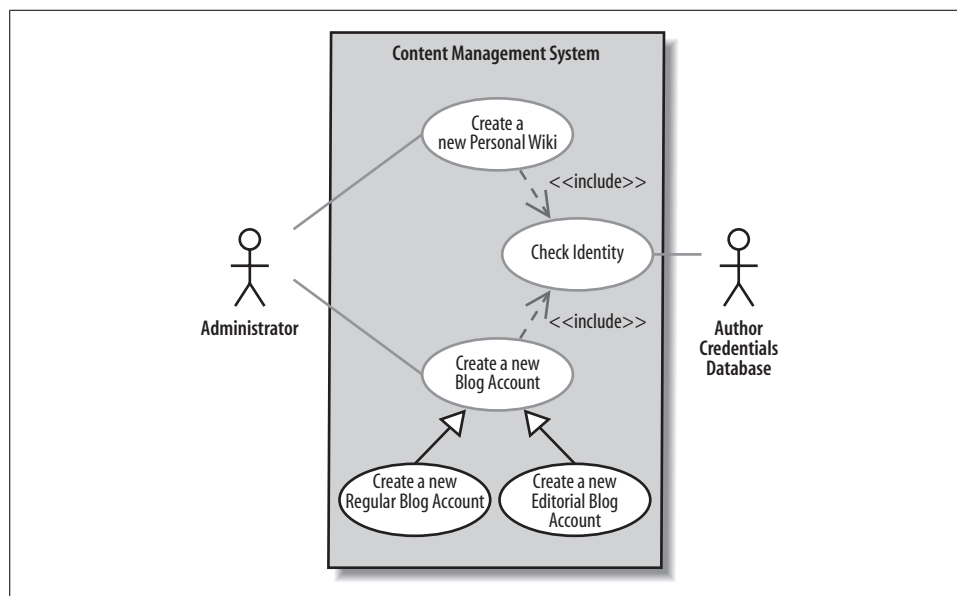 Content Management System
Create a
new Personal Wiki
<<include>>
Check Identity
Administrator
<<include>>
Author
Credentials
Database
Create a new
Blog Account
Create a new
Regular Blog Account
Create a new
Editorial Blog
Account